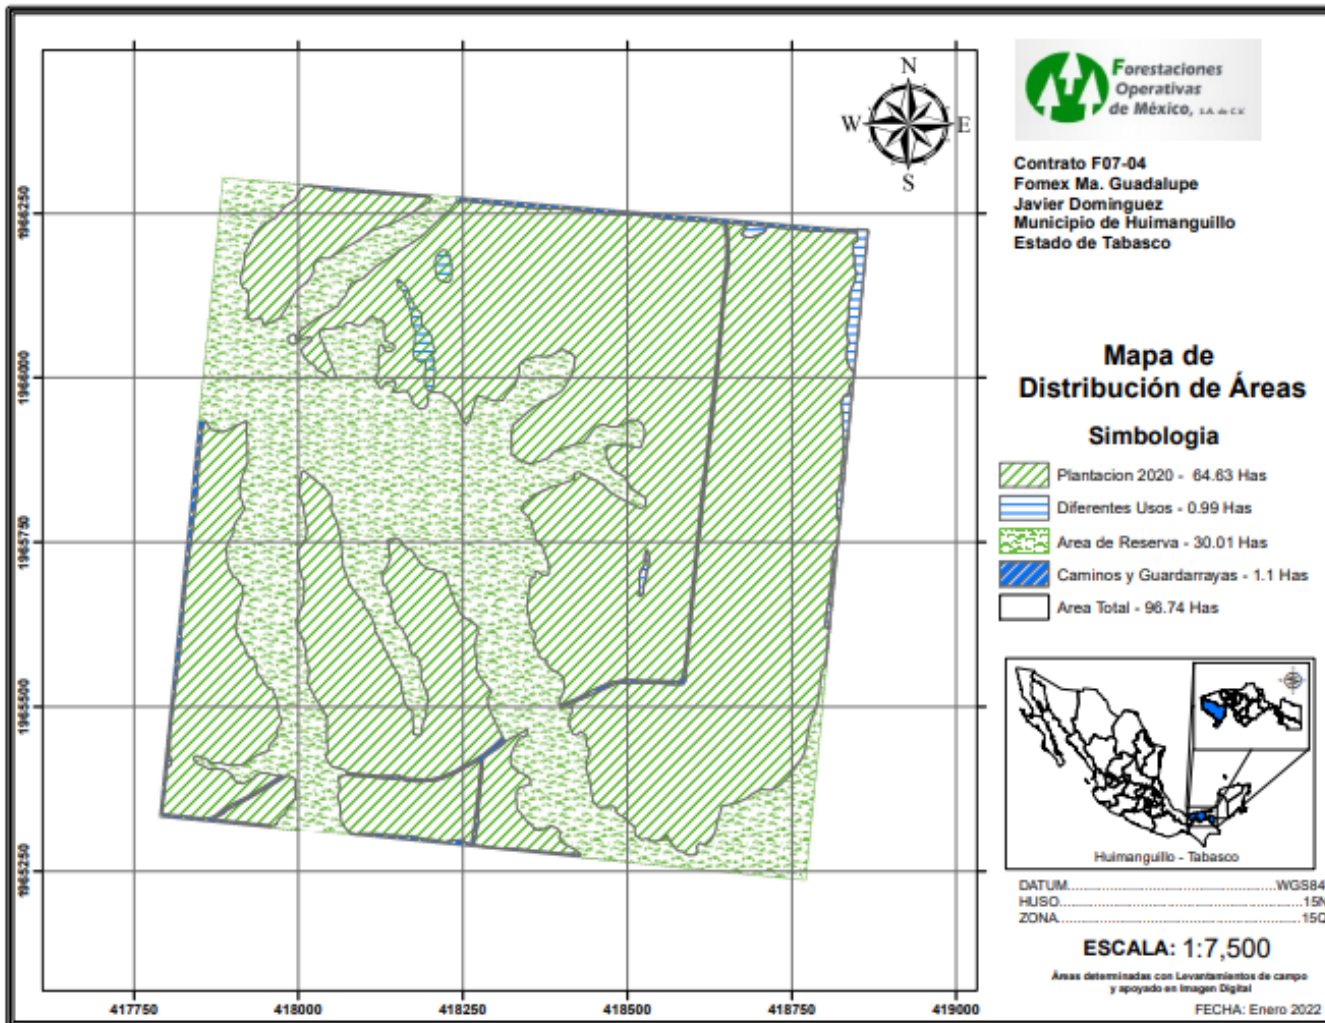 Forestaciones
Operativas
de México, S.A. de C.V.
Contrato F07-04
Fomex Ma. Guadalupe
Javier Dominguez
Municipio de Huimanguillo
Estado de Tabasco
N
W E
S
Mapa de
Distribución de Áreas
Simbologia
Plantacion 2020 - 64.63 Has
Diferentes Usos - 0.99 Has
Area de Reserva - 30.01 Has
Caminos y Guardarrayas - 1.1 Has
Area Total - 96.74 Has
Huimanguillo - Tabasco
DATUM WGS84
HUSO 15N
ZONA 15Q
ESCALA: 1:7,500
Áreas determinadas con Levantamientos de campo
y apoyado en Imagen Digital
FECHA: Enero 2022
1966250
1966000
1965750
1965500
1965250
417750 418000 418250 418500 418750 419000